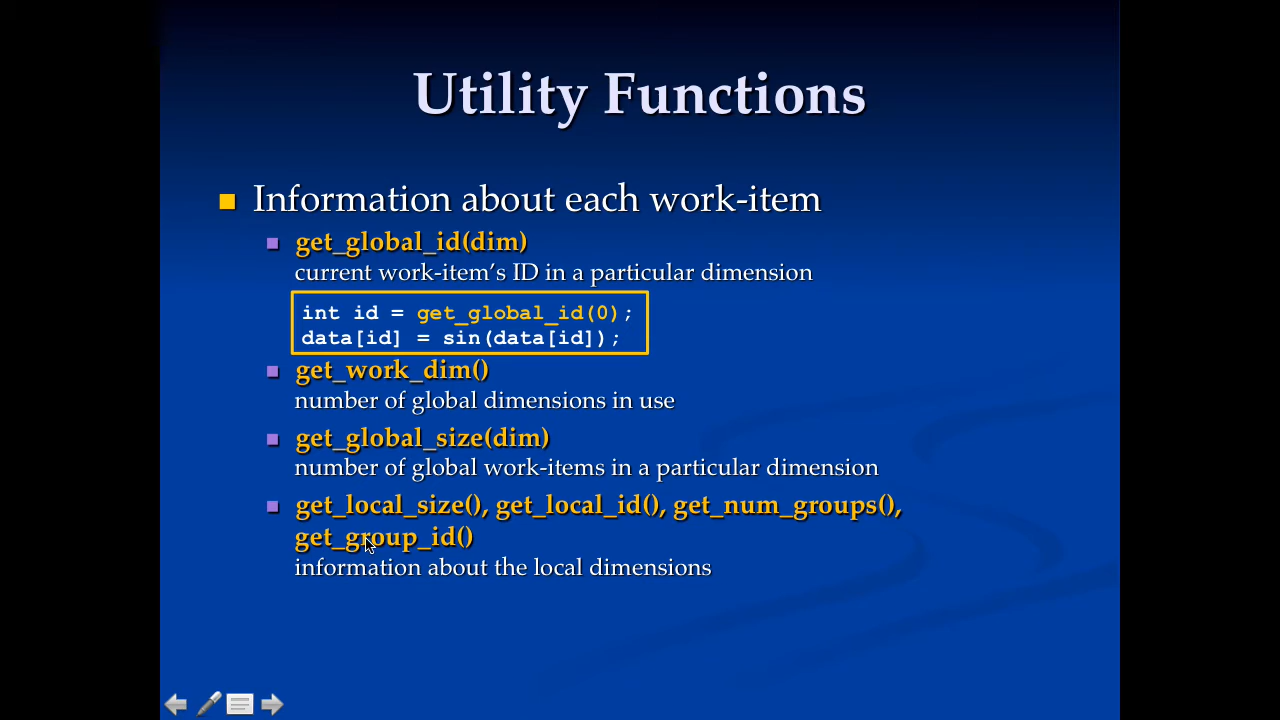 Utility Functions
Information about each work-item
get_global_id(dim)
current work-item’s ID in a particular dimension
int id = get_global_id(0);
data[id] = sin(data[id]);
get_work_dim()
number of global dimensions in use
get_global_size(dim)
number of global work-items in a particular dimension
get_local_size(), get_local_id(), get_num_groups(),
get_group_id()
information about the local dimensions